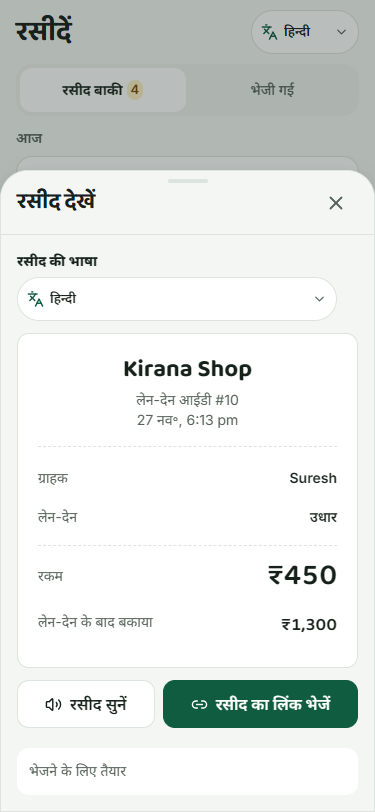 रसीदें
हिन्दी
रसीद बाकी 4
भेजी गई
आज
रसीद देखें
रसीद की भाषा
हिन्दी
Kirana Shop
लेन-देन आईडी #10
27 नव॰, 6:13 pm
ग्राहक Suresh
लेन-देन उधार
रकम ₹450
लेन-देन के बाद बकाया ₹1,300
रसीद सुनें
रसीद का लिंक भेजें
भेजने के लिए तैयार